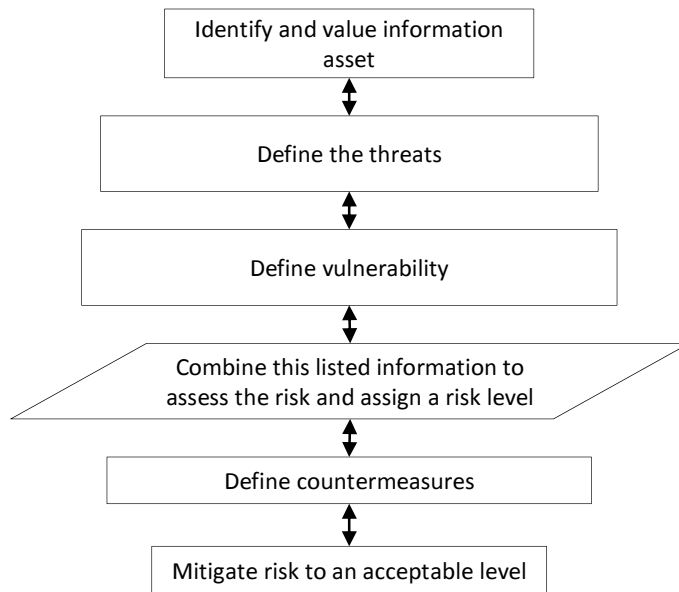 Identify and value information
asset
Define the threats
Define vulnerability
Combine this listed information to
assess the risk and assign a risk level
Define countermeasures
Mitigate risk to an acceptable level